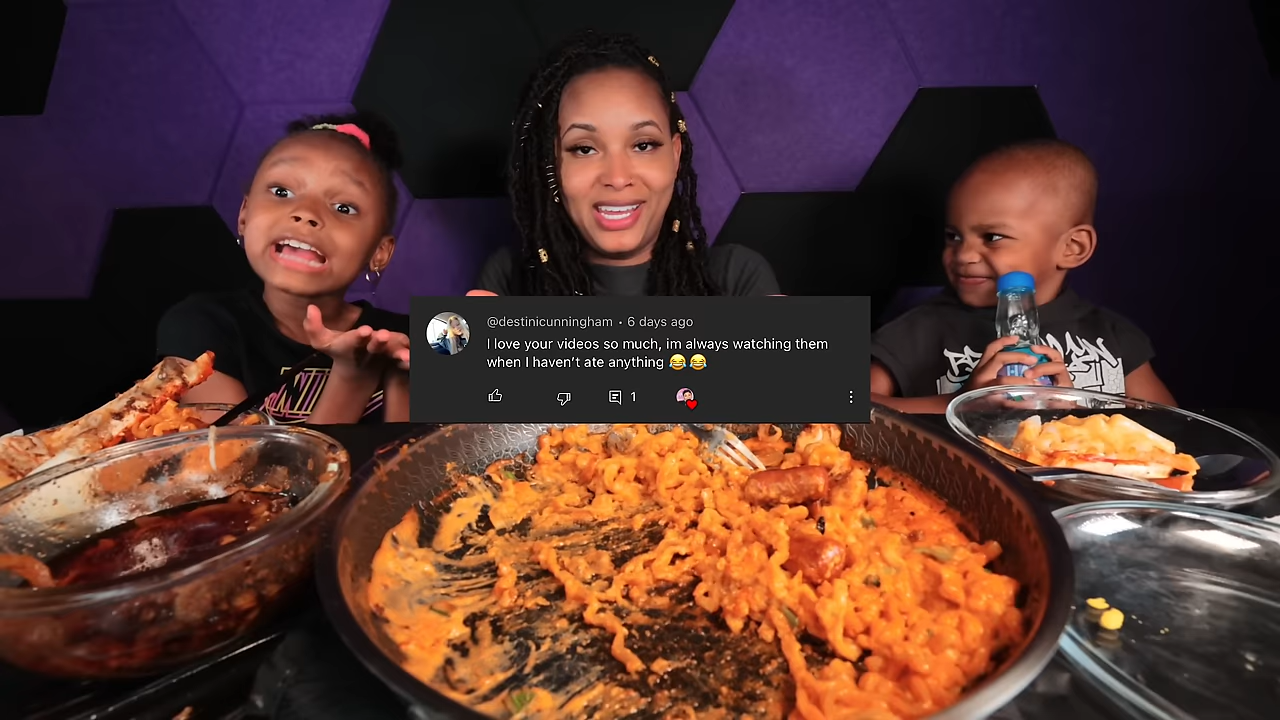 @destinicunningham · 6 days ago
I love your videos so much, im always watching them
when I haven’t ate anything 😂😂
1